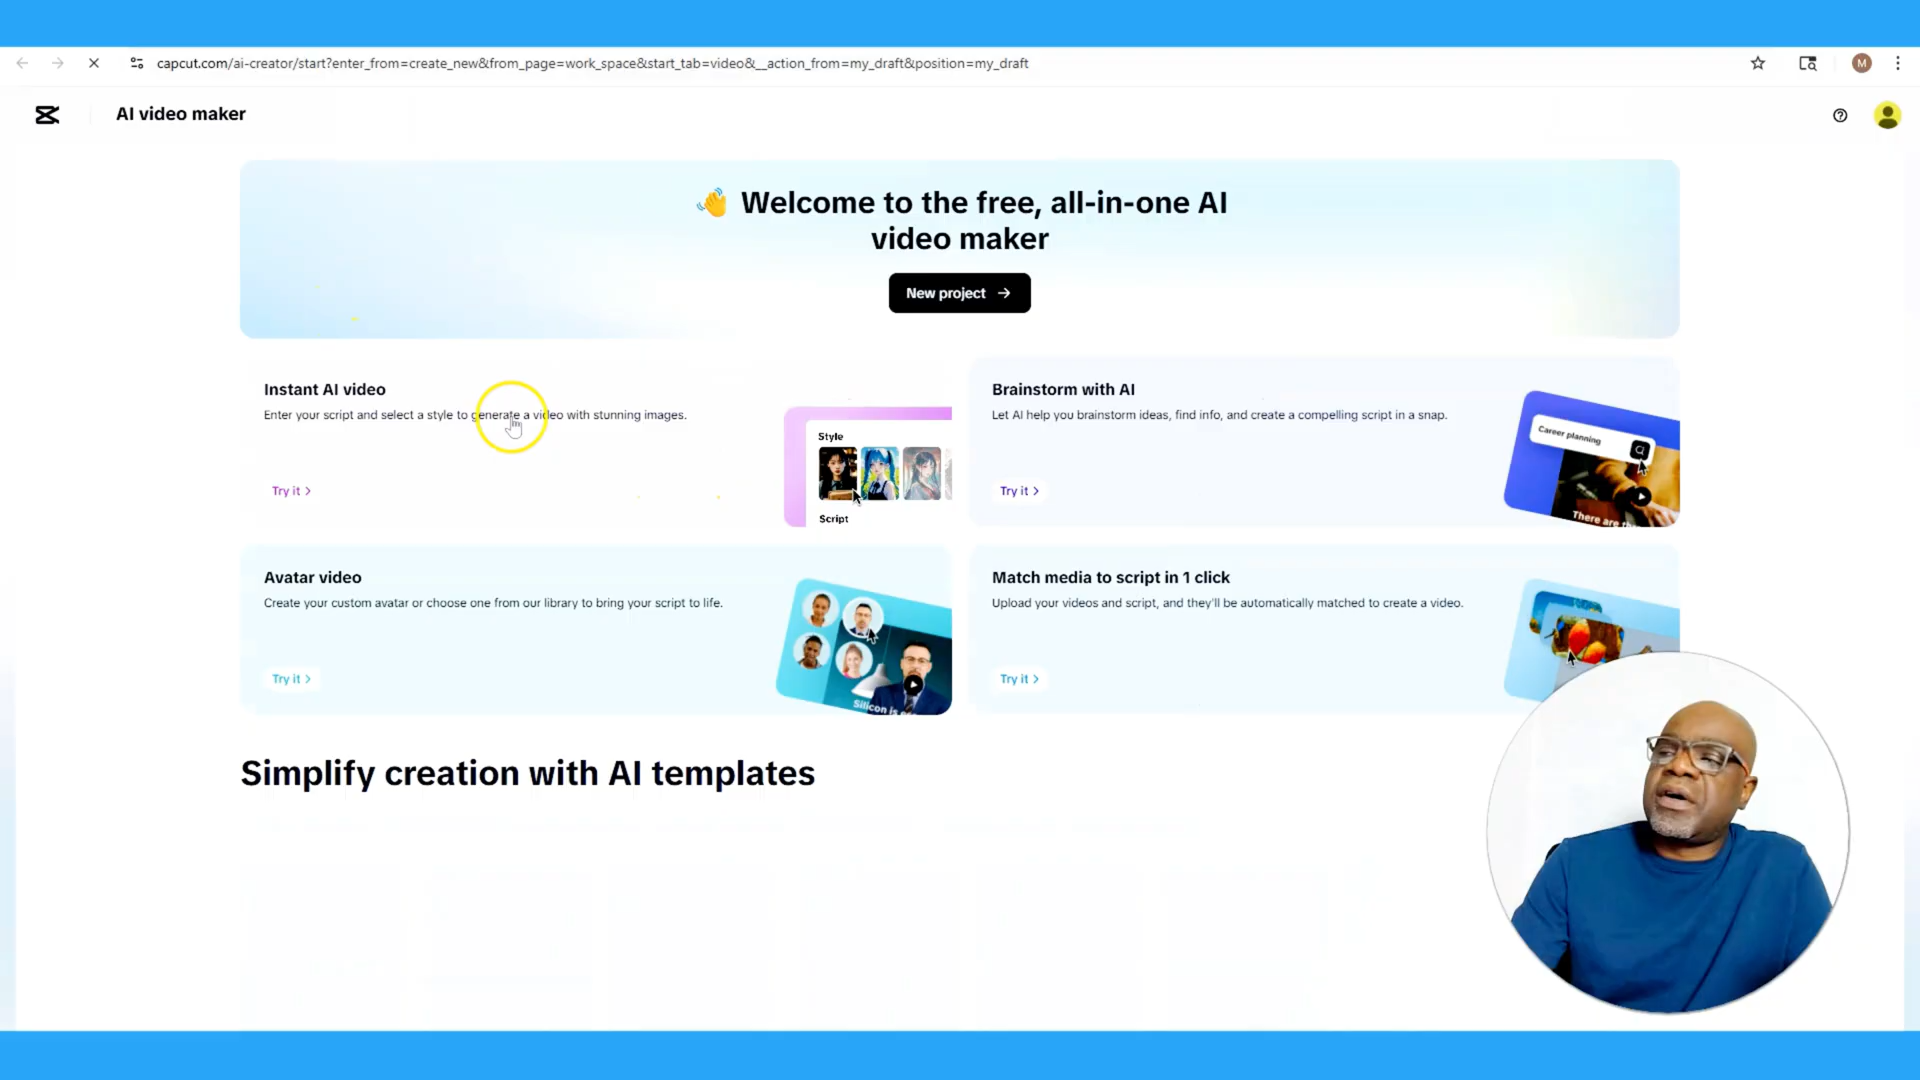 capcut.com/ai-creator/start?enter_from=create_new&from_page=work_space&start_tab=video&__action_from=my_draft&position=my_draft
M
AI video maker
👋 Welcome to the free, all-in-one AI
video maker
New project →
Instant AI video
Enter your script and select a style to generate a video with stunning images.
Try it >
Style
Script
Brainstorm with AI
Let AI help you brainstorm ideas, find info, and create a compelling script in a snap.
Try it >
Career planning
There are
Avatar video
Create your custom avatar or choose one from our library to bring your script to life.
Try it >
Silicon is
Match media to script in 1 click
Upload your videos and script, and they'll be automatically matched to create a video.
Try it >
Simplify creation with AI templates